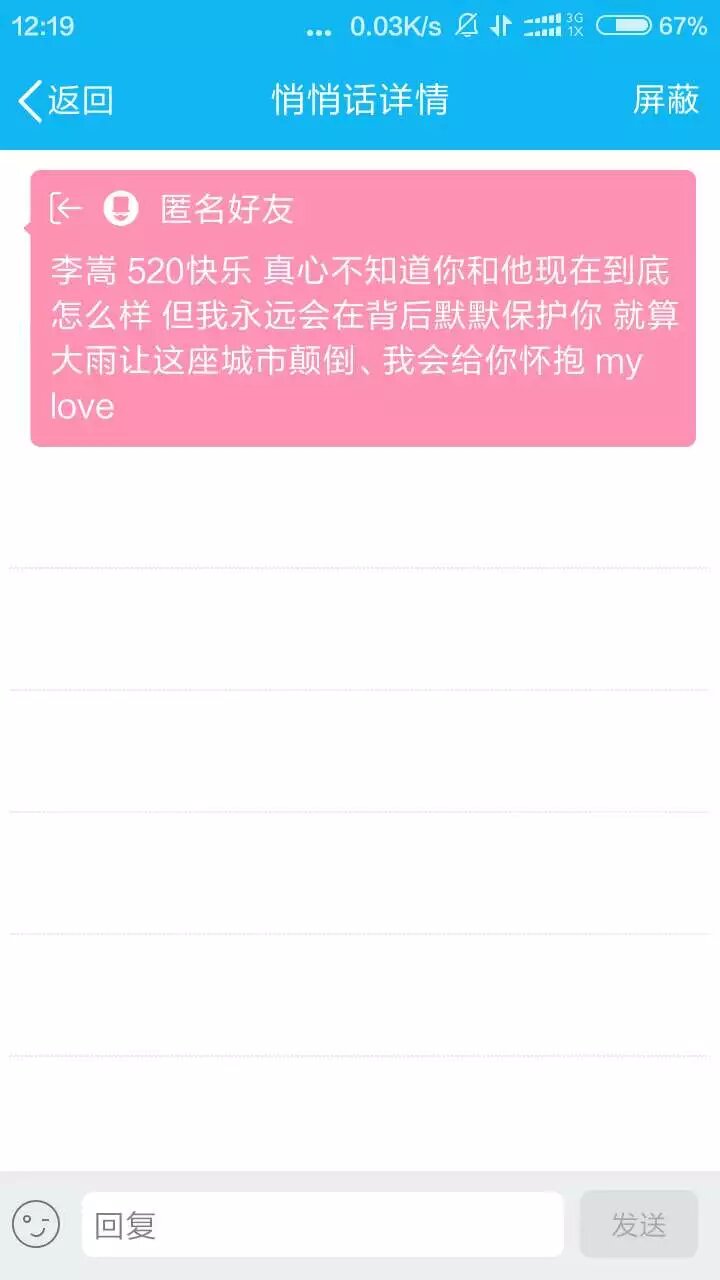 12:19 ... 0.03K/s 3G 1X 67%
返回 悄悄话详情 屏蔽
匿名好友
李嵩 520快乐 真心不知道你和他现在到底
怎么样 但我永远会在背后默默保护你 就算
大雨让这座城市颠倒、我会给你怀抱 my
love
回复 发送